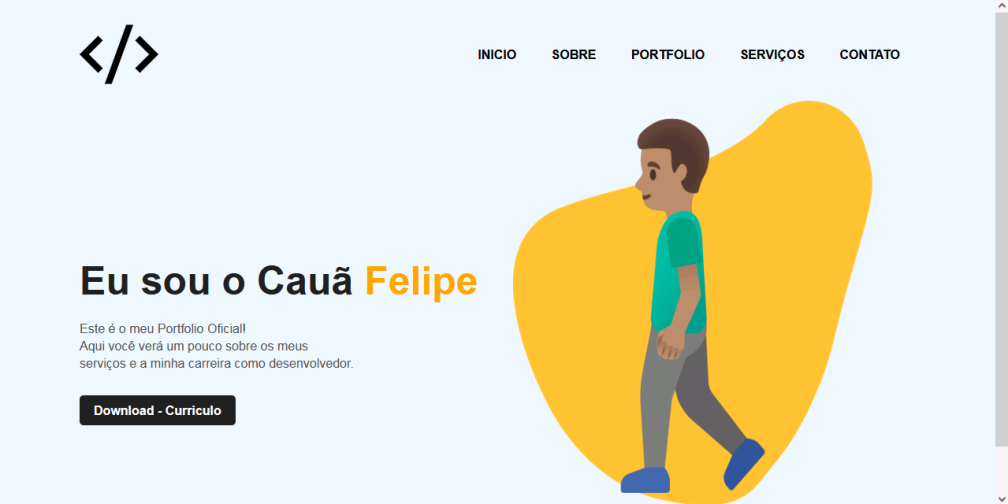 </>
INICIO SOBRE PORTFOLIO SERVIÇOS CONTATO
Eu sou o Cauã Felipe
Este é o meu Portfolio Oficial!
Aqui você verá um pouco sobre os meus
serviços e a minha carreira como desenvolvedor.
Download - Curriculo